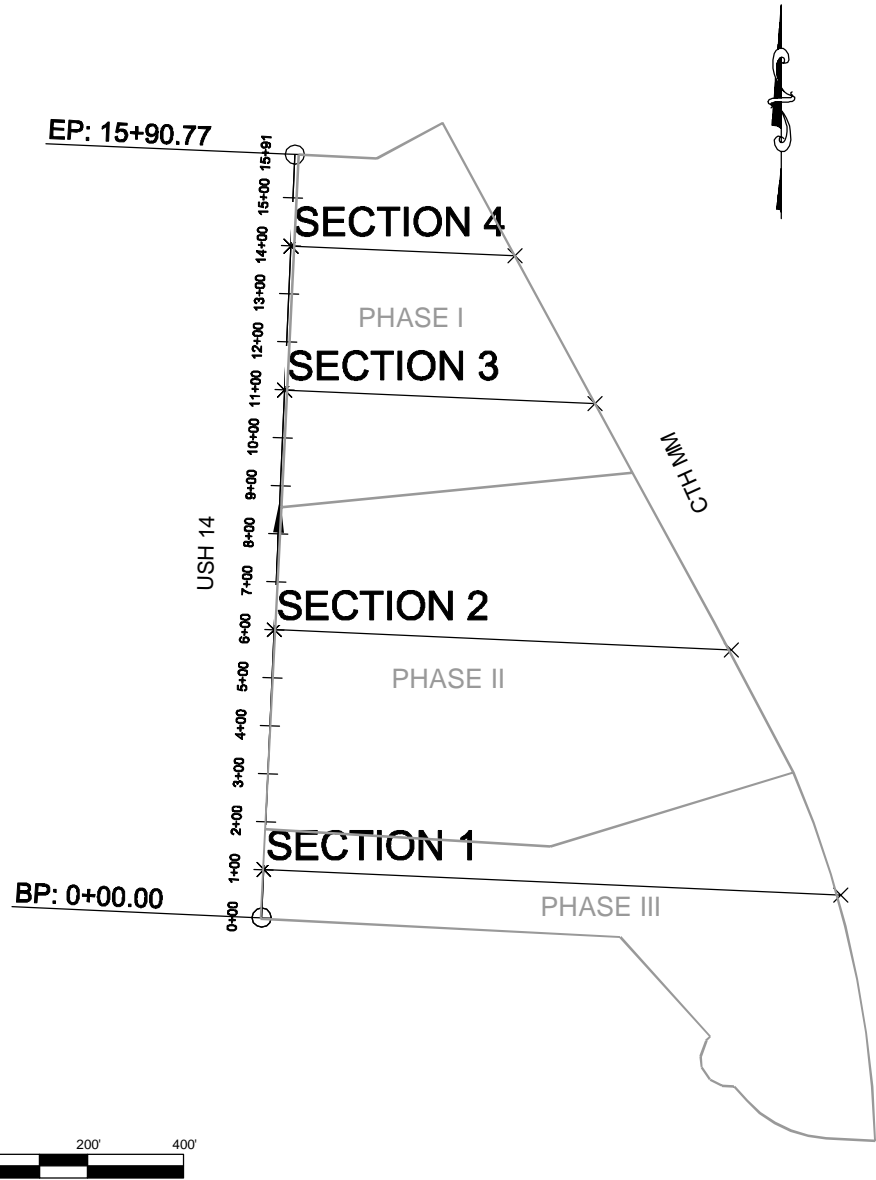 EP: 15+90.77
15+91
15+00
SECTION 4
14+00
13+00
PHASE I
12+00
SECTION 3
11+00
10+00
CTH MM
9+00
8+00
USH 14
7+00
SECTION 2
6+00
PHASE II
5+00
4+00
3+00
2+00
SECTION 1
1+00
BP: 0+00.00
PHASE III
0+00
200'
400'